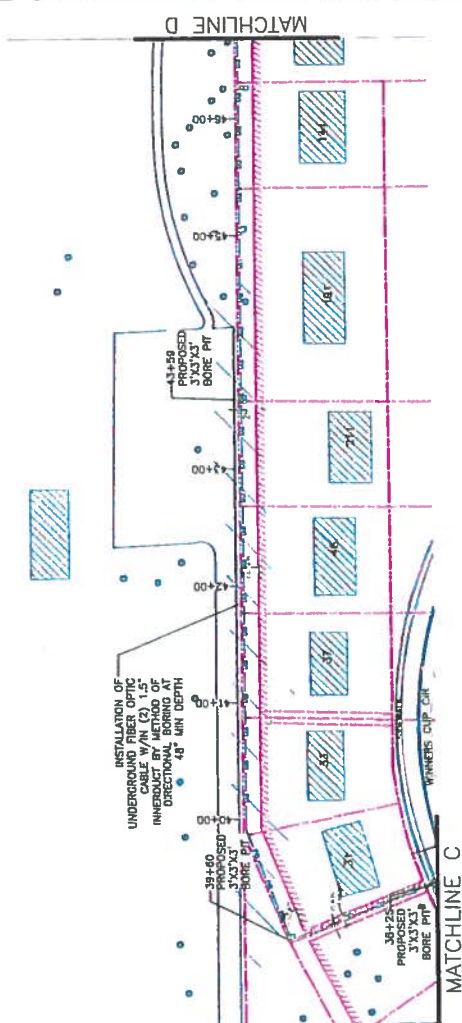 MATCHLINE D
46+00
45+00
43+59
PROPOSED
3'X3'X3'
BORE PIT
43+00
42+00
INSTALLATION OF
UNDERGROUND FIBER OPTIC
CABLE W/IN (2) 1.5"
INNERDUCT BY METHOD OF
DIRECTIONAL BORING AT
48" MIN DEPTH
41+00
40+00
39+60
PROPOSED
3'X3'X3'
BORE PIT
191
211
37
33
31
WINNERS CUP CIR
38+25
PROPOSED
3'X3'X3'
BORE PIT
MATCHLINE C